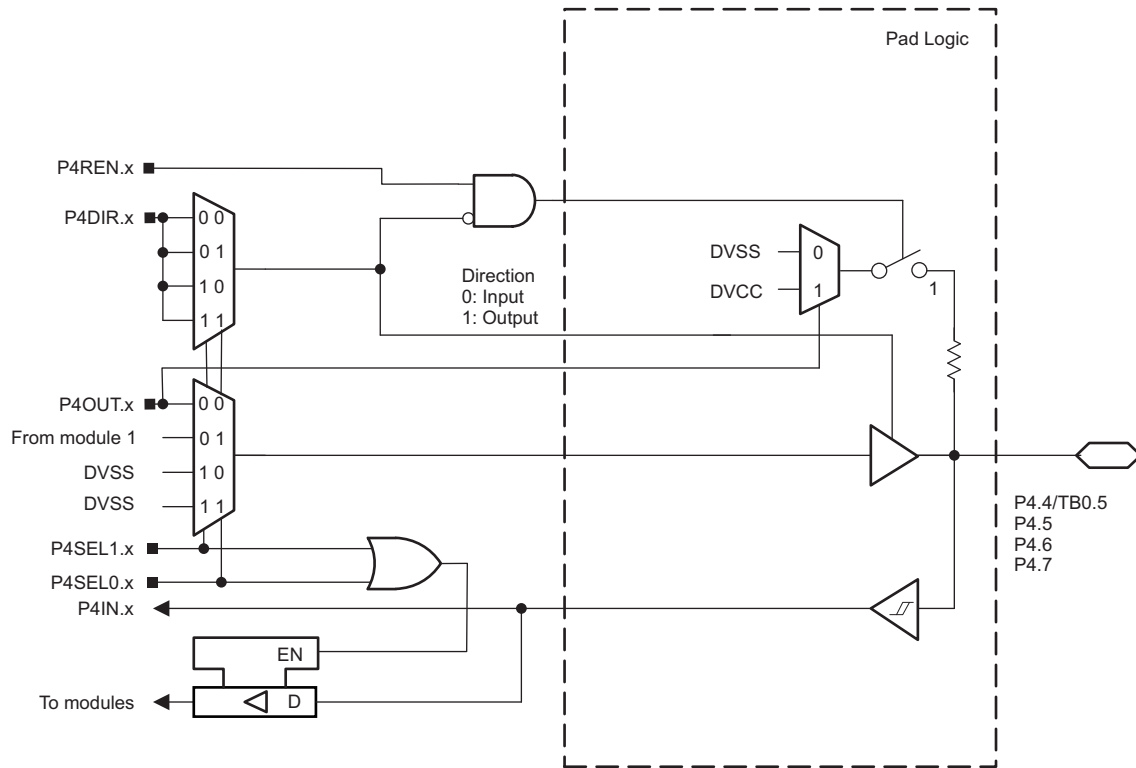 Pad Logic
P4REN.x
P4DIR.x
0 0
0 1
1 0
1 1
Direction
0: Input
1: Output
DVSS
DVCC
0
1
1
P4OUT.x
From module 1
DVSS
DVSS
0 0
0 1
1 0
1 1
P4SEL1.x
P4SEL0.x
P4IN.x
P4.4/TB0.5
P4.5
P4.6
P4.7
EN
D
To modules